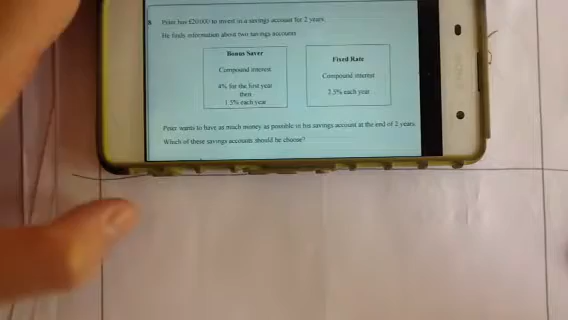 8 Peter has £20 000 to invest in a savings account for 2 years.
He finds information about two savings accounts
Bonus Saver
Compound interest
4% for the first year
then
1.5% each year
Fixed Rate
Compound interest
2.5% each year
Peter wants to have as much money as possible in his savings account at the end of 2 years.
Which of these savings accounts should he choose?